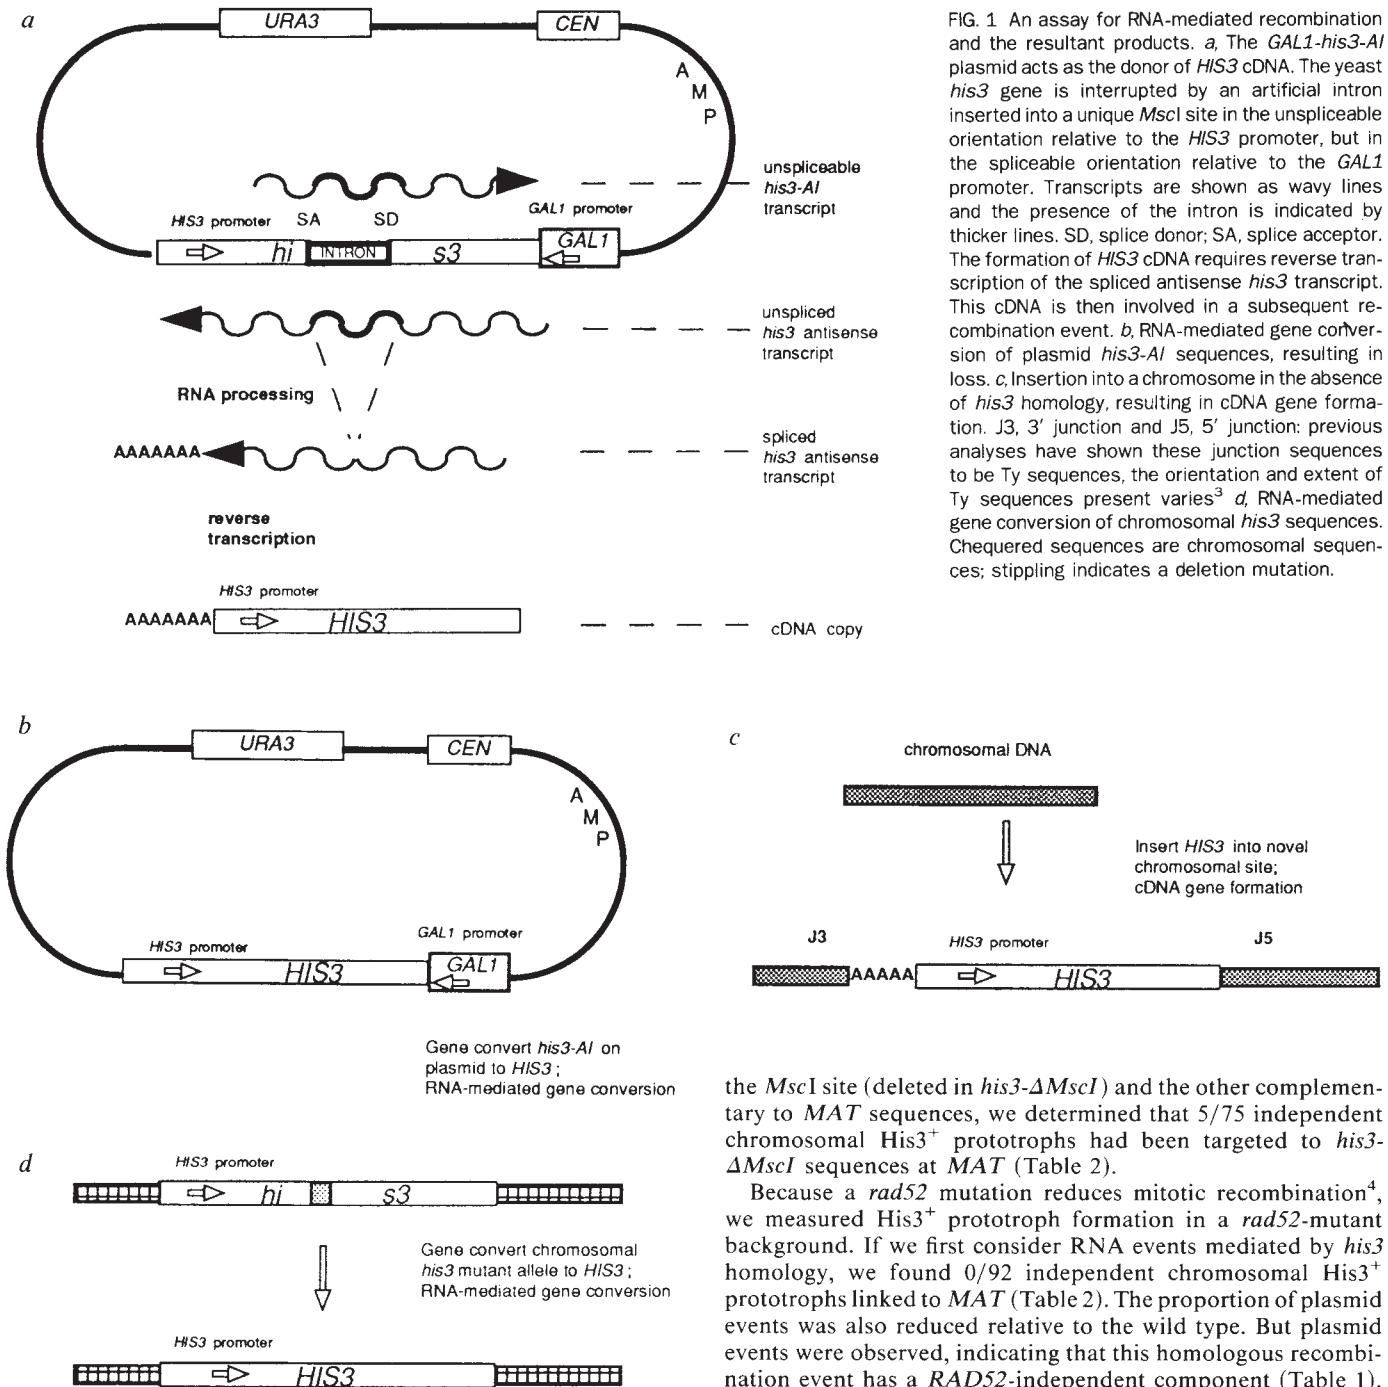 a
URA3
CEN
A
M
P
unspliceable
his3-AI
transcript
HIS3 promoter
SA
SD
GAL1 promoter
hi
INTRON
s3
GAL1
unspliced
his3 antisense
transcript
RNA processing
AAAAAAA
spliced
his3 antisense
transcript
reverse
transcription
HIS3 promoter
AAAAAAA
HIS3
cDNA copy
FIG. 1 An assay for RNA-mediated recombination
and the resultant products. a, The GAL1-his3-AI
plasmid acts as the donor of HIS3 cDNA. The yeast
his3 gene is interrupted by an artificial intron
inserted into a unique MscI site in the unspliceable
orientation relative to the HIS3 promoter, but in
the spliceable orientation relative to the GAL1
promoter. Transcripts are shown as wavy lines
and the presence of the intron is indicated by
thicker lines. SD, splice donor; SA, splice acceptor.
The formation of HIS3 cDNA requires reverse tran-
scription of the spliced antisense his3 transcript.
This cDNA is then involved in a subsequent re-
combination event. b, RNA-mediated gene conver-
sion of plasmid his3-AI sequences, resulting in
loss. c, Insertion into a chromosome in the absence
of his3 homology, resulting in cDNA gene forma-
tion. J3, 3′ junction and J5, 5′ junction: previous
analyses have shown these junction sequences
to be Ty sequences, the orientation and extent of
Ty sequences present varies³ d, RNA-mediated
gene conversion of chromosomal his3 sequences.
Chequered sequences are chromosomal sequen-
ces; stippling indicates a deletion mutation.
b
URA3
CEN
A
M
P
HIS3 promoter
GAL1 promoter
HIS3
GAL1
Gene convert his3-AI on
plasmid to HIS3 ;
RNA-mediated gene conversion
c
chromosomal DNA
Insert HIS3 into novel
chromosomal site;
cDNA gene formation
J3
HIS3 promoter
J5
AAAAA
HIS3
d
HIS3 promoter
hi
s3
Gene convert chromosomal
his3 mutant allele to HIS3 ;
RNA-mediated gene conversion
HIS3 promoter
HIS3
the MscI site (deleted in his3-ΔMscI) and the other complemen-
tary to MAT sequences, we determined that 5/75 independent
chromosomal His3⁺ prototrophs had been targeted to his3-
ΔMscI sequences at MAT (Table 2).
Because a rad52 mutation reduces mitotic recombination⁴,
we measured His3⁺ prototroph formation in a rad52-mutant
background. If we first consider RNA events mediated by his3
homology, we found 0/92 independent chromosomal His3⁺
prototrophs linked to MAT (Table 2). The proportion of plasmid
events was also reduced relative to the wild type. But plasmid
events were observed, indicating that this homologous recombi-
nation event has a RAD52-independent component (Table 1).